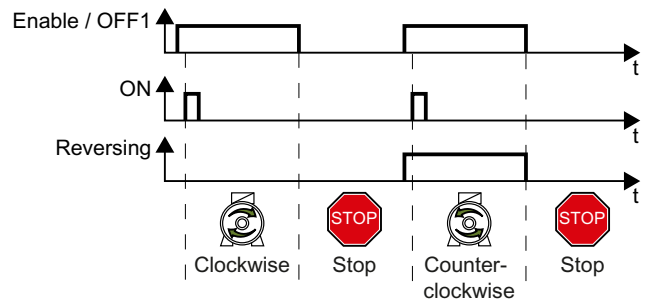 Enable / OFF1
t
ON
t
Reversing
t
STOP STOP
Clockwise Stop Counter- Stop
clockwise